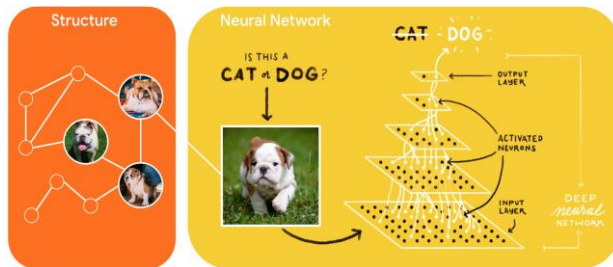 Structure
Neural Network
IS THIS A
CAT or DOG?
CAT DOG
OUTPUT
LAYER
ACTIVATED
NEURONS
INPUT
LAYER
DEEP
neural
NETWORK